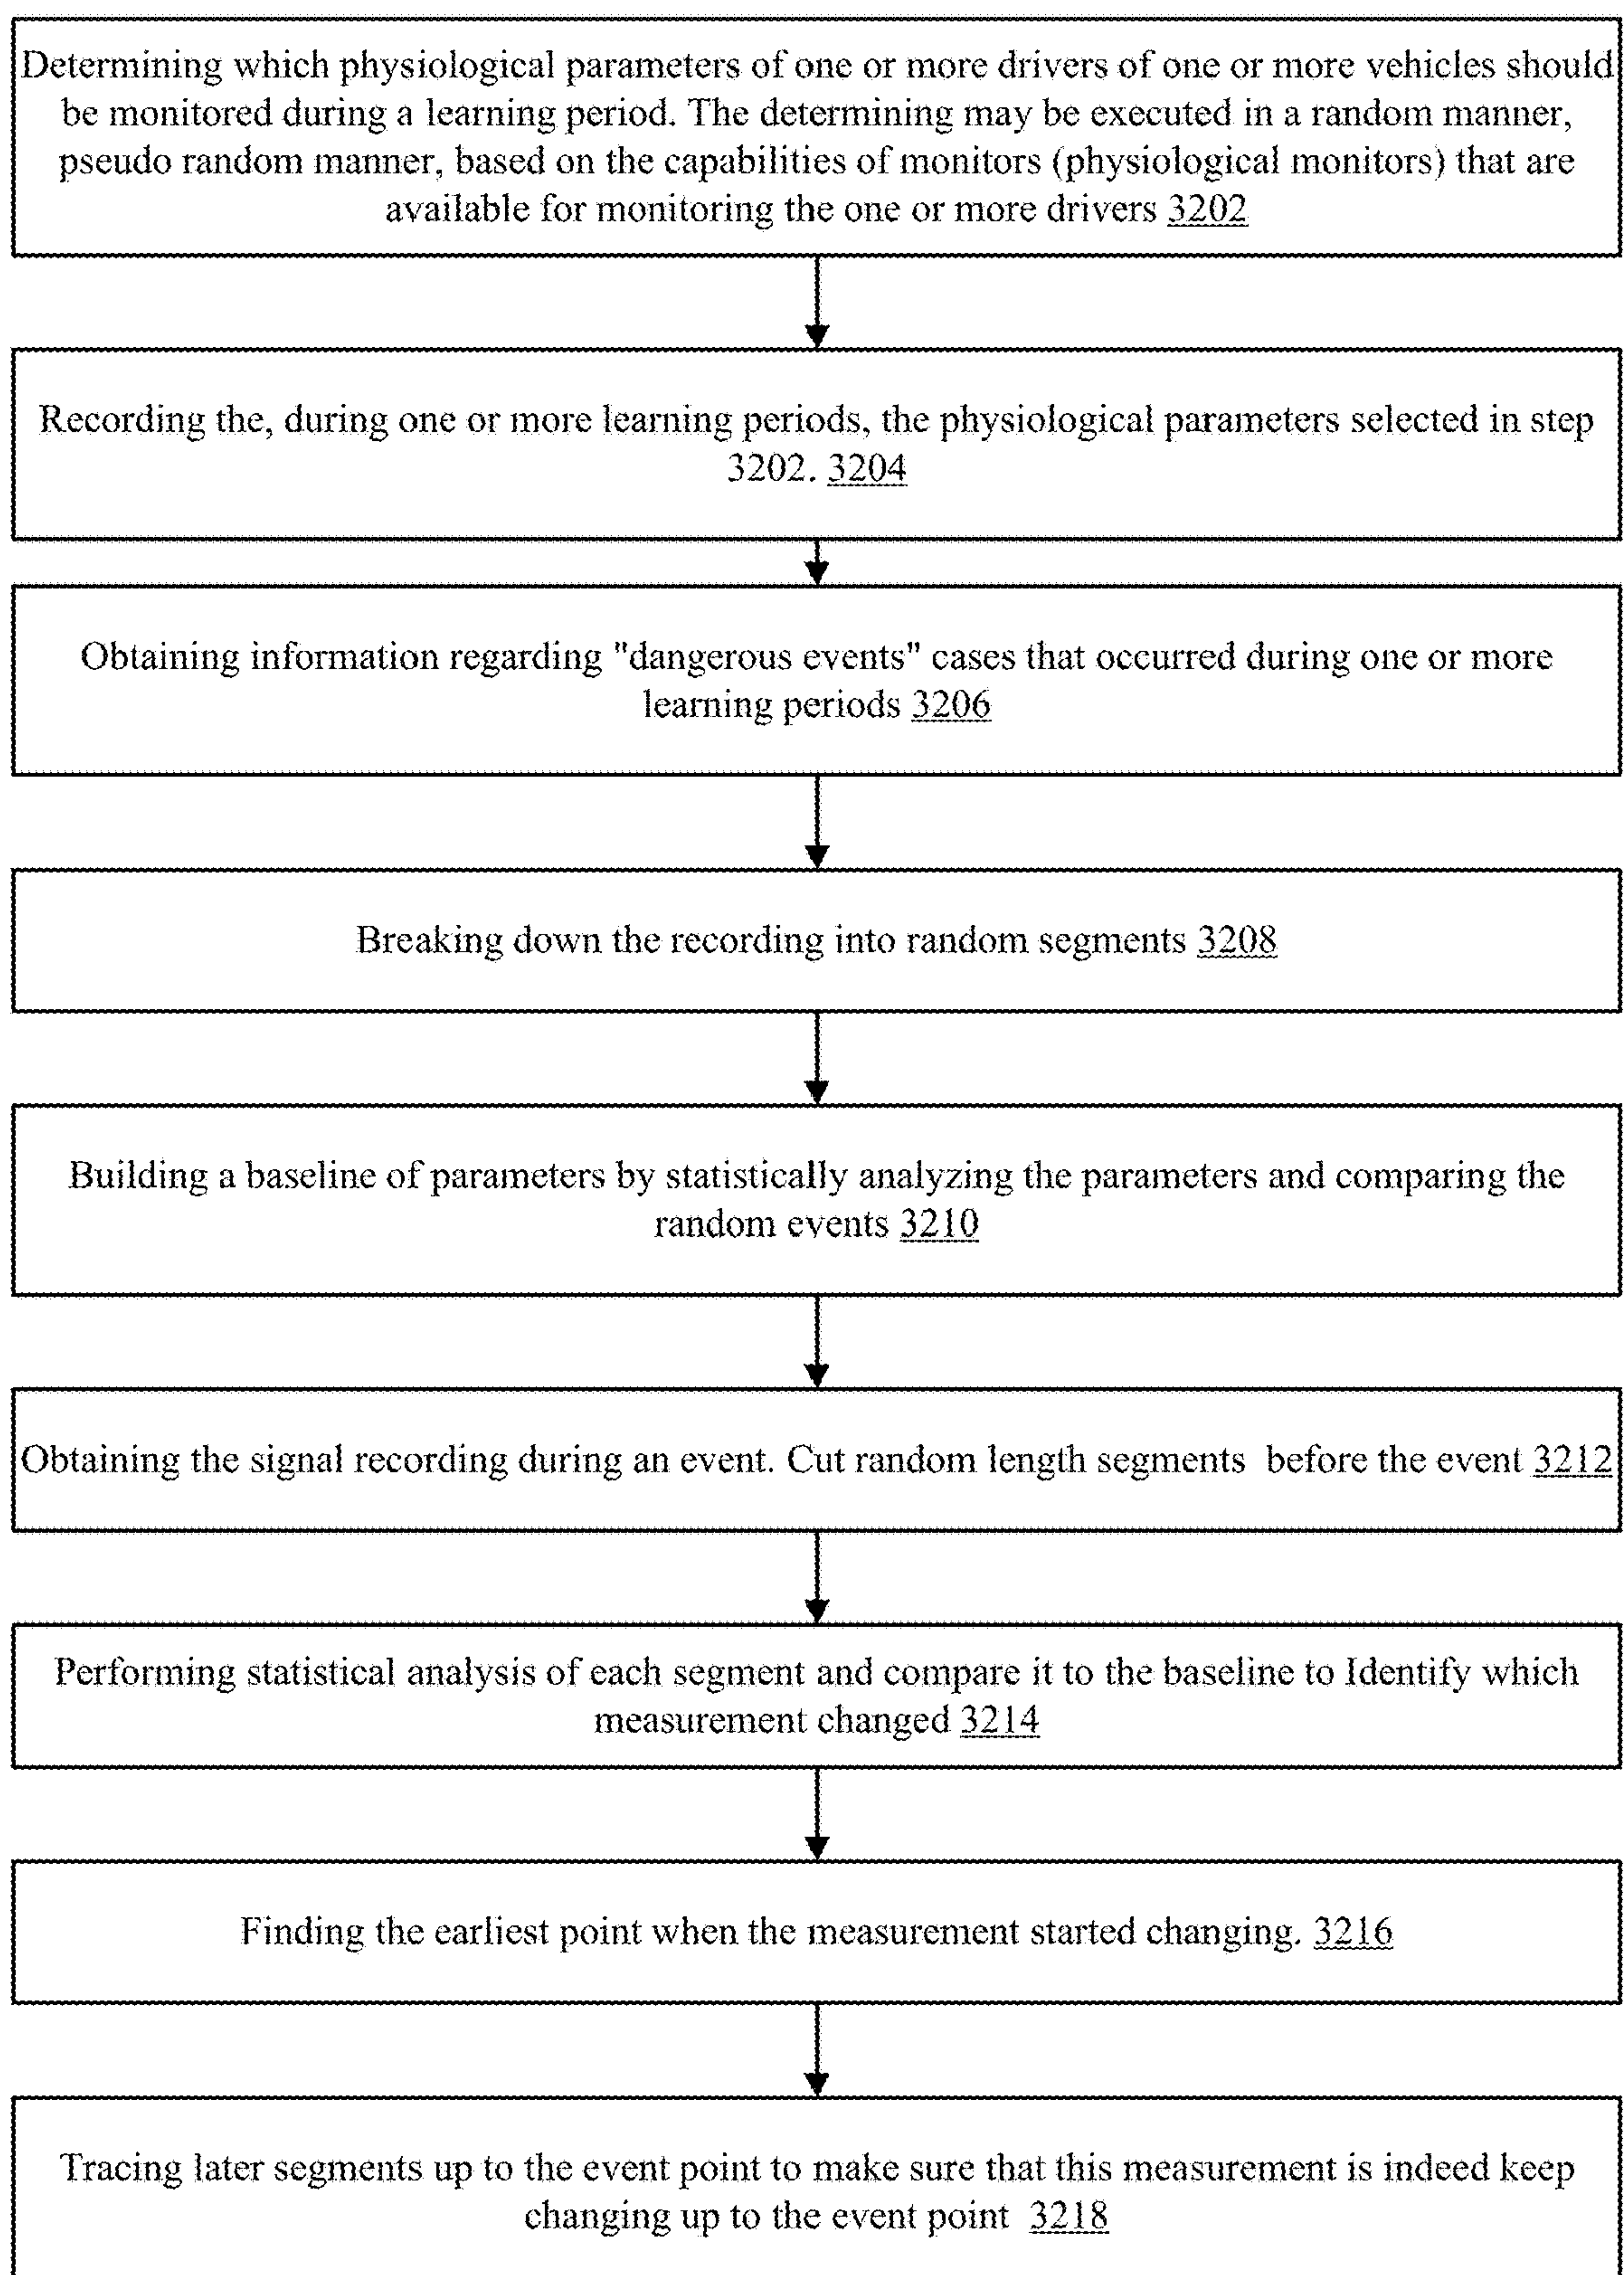 Determining which physiological parameters of one or more drivers of one or more vehicles should
be monitored during a learning period. The determining may be executed in a random manner,
pseudo random manner, based on the capabilities of monitors (physiological monitors) that are
available for monitoring the one or more drivers 3202
Recording the, during one or more learning periods, the physiological parameters selected in step
3202. 3204
Obtaining information regarding "dangerous events" cases that occurred during one or more
learning periods 3206
Breaking down the recording into random segments 3208
Building a baseline of parameters by statistically analyzing the parameters and comparing the
random events 3210
Obtaining the signal recording during an event. Cut random length segments before the event 3212
Performing statistical analysis of each segment and compare it to the baseline to Identify which
measurement changed 3214
Finding the earliest point when the measurement started changing. 3216
Tracing later segments up to the event point to make sure that this measurement is indeed keep
changing up to the event point 3218